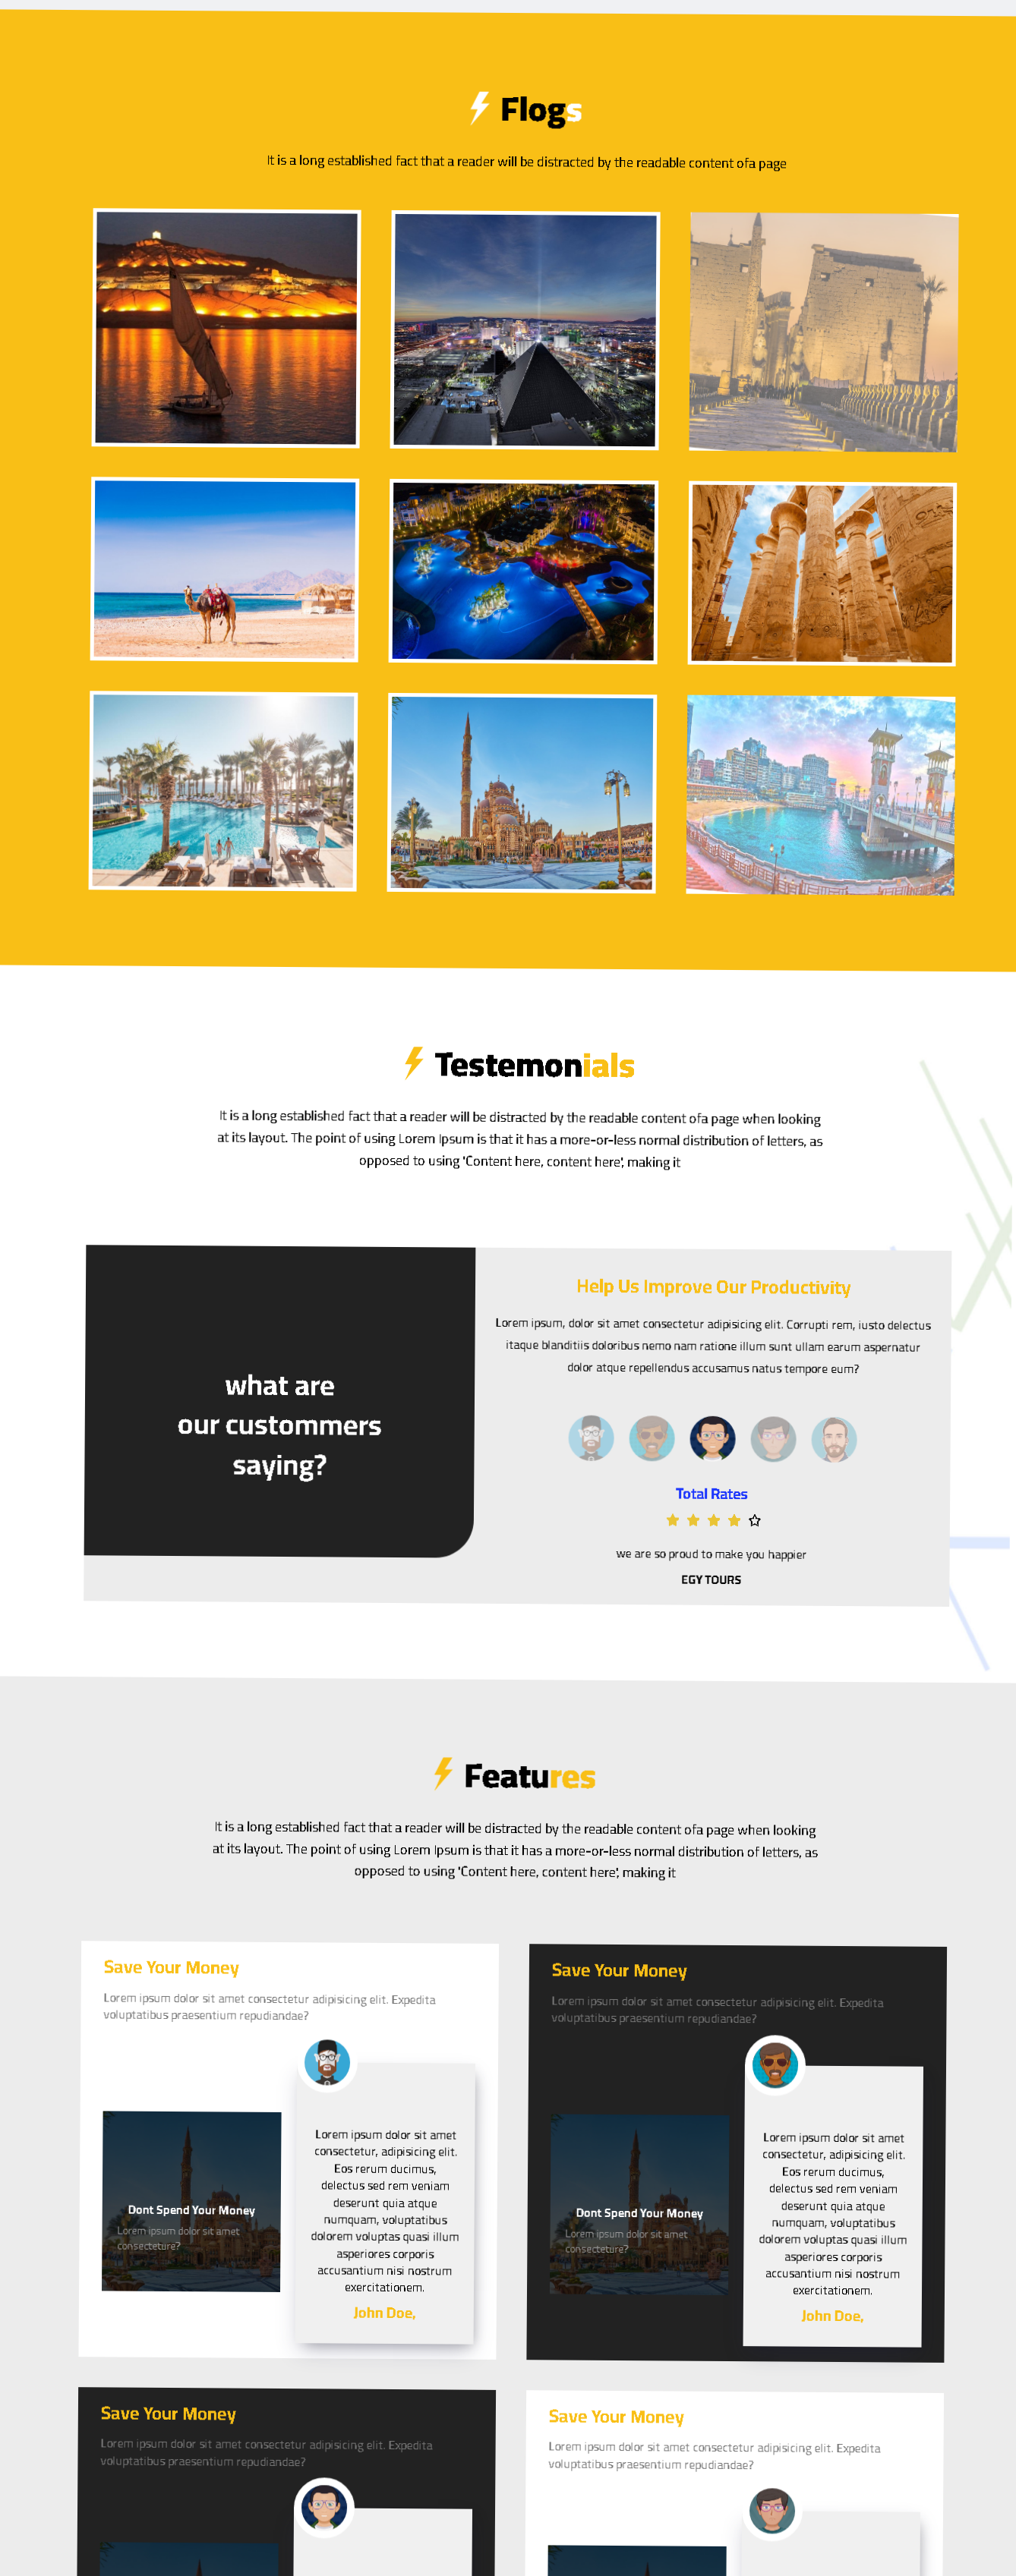 Flogs
It is a long established fact that a reader will be distracted by the readable content ofa page
Testemonials
It is a long established fact that a reader will be distracted by the readable content ofa page when looking
at its layout. The point of using Lorem Ipsum is that it has a more-or-less normal distribution of letters, as
opposed to using 'Content here, content here', making it
what are
our custommers
saying?
Help Us Improve Our Productivity
Lorem ipsum, dolor sit amet consectetur adipisicing elit. Corrupti rem, iusto delectus
itaque blanditiis doloribus nemo nam ratione illum sunt ullam earum aspernatur
dolor atque repellendus accusamus natus tempore eum?
Total Rates
we are so proud to make you happier
EGY TOURS
Features
It is a long established fact that a reader will be distracted by the readable content ofa page when looking
at its layout. The point of using Lorem Ipsum is that it has a more-or-less normal distribution of letters, as
opposed to using 'Content here, content here', making it
Save Your Money
Lorem ipsum dolor sit amet consectetur adipisicing elit. Expedita
voluptatibus praesentium repudiandae?
Dont Spend Your Money
Lorem ipsum dolor sit amet
consecteture?
Lorem ipsum dolor sit amet
consectetur, adipisicing elit.
Eos rerum ducimus,
delectus sed rem veniam
deserunt quia atque
numquam, voluptatibus
dolorem voluptas quasi illum
asperiores corporis
accusantium nisi nostrum
exercitationem.
John Doe,
Save Your Money
Lorem ipsum dolor sit amet consectetur adipisicing elit. Expedita
voluptatibus praesentium repudiandae?
Dont Spend Your Money
Lorem ipsum dolor sit amet
consecteture?
Lorem ipsum dolor sit amet
consectetur, adipisicing elit.
Eos rerum ducimus,
delectus sed rem veniam
deserunt quia atque
numquam, voluptatibus
dolorem voluptas quasi illum
asperiores corporis
accusantium nisi nostrum
exercitationem.
John Doe,
Save Your Money
Lorem ipsum dolor sit amet consectetur adipisicing elit. Expedita
voluptatibus praesentium repudiandae?
Save Your Money
Lorem ipsum dolor sit amet consectetur adipisicing elit. Expedita
voluptatibus praesentium repudiandae?